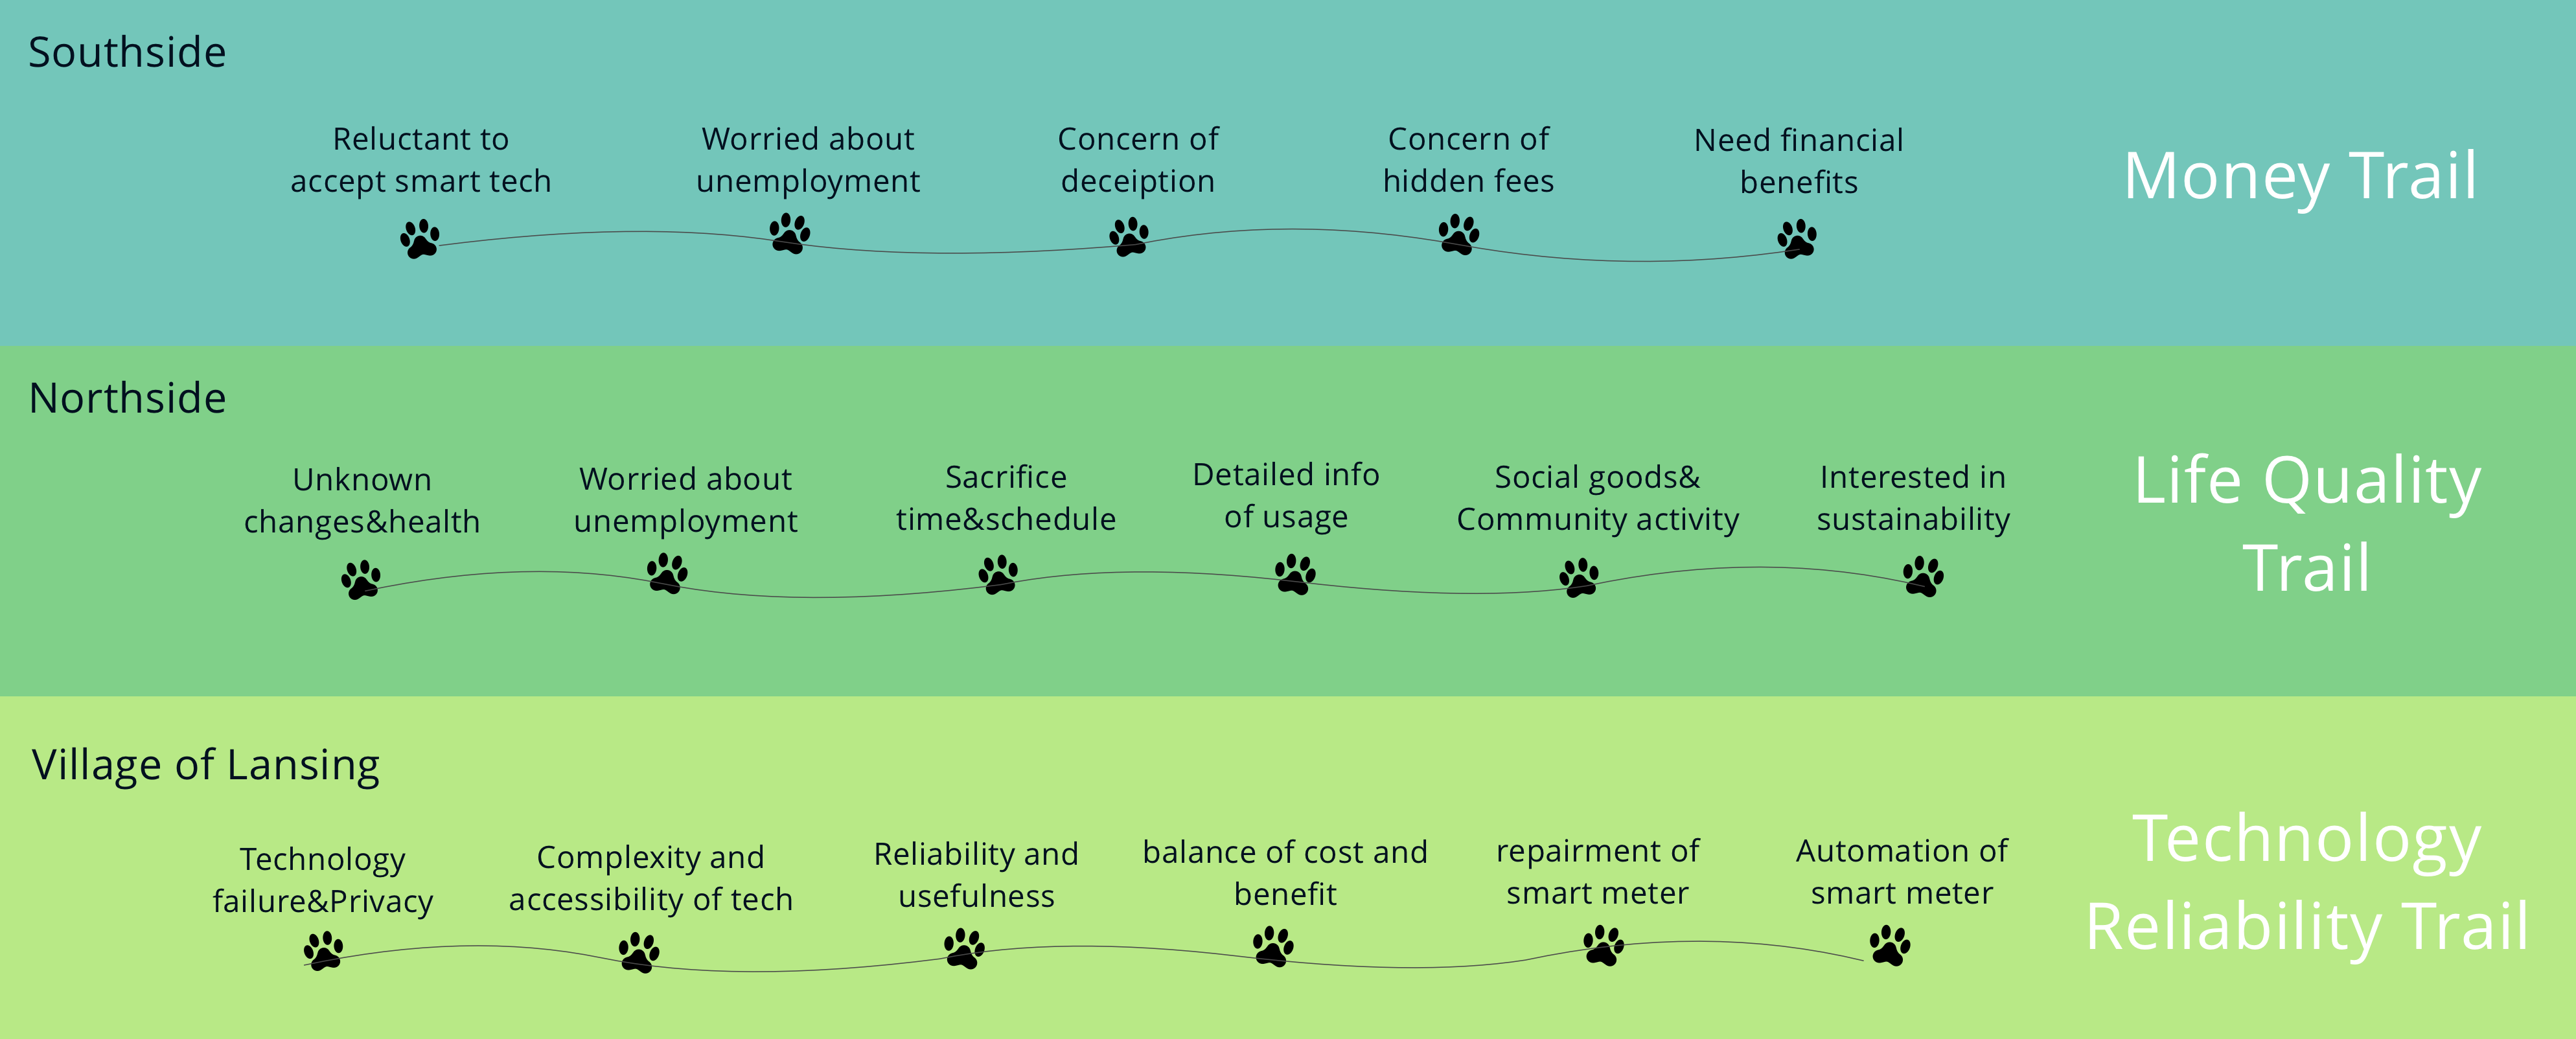 Southside
Reluctant to
accept smart tech
Worried about
unemployment
Concern of
deceiption
Concern of
hidden fees
Need financial
benefits
Money Trail
Northside
Unknown
changes&health
Worried about
unemployment
Sacrifice
time&schedule
Detailed info
of usage
Social goods&
Community activity
Interested in
sustainability
Life Quality
Trail
Village of Lansing
Technology
failure&Privacy
Complexity and
accessibility of tech
Reliability and
usefulness
balance of cost and
benefit
repairment of
smart meter
Automation of
smart meter
Technology
Reliability Trail